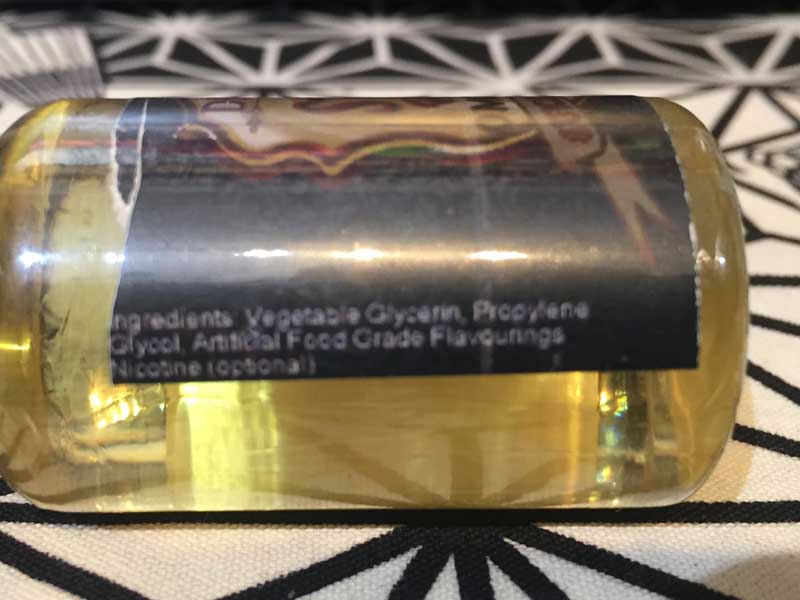 Ingredients: Vegetable Glycerin, Propylene
Glycol, Artificial Food Grade Flavourings
Nicotine (optional)